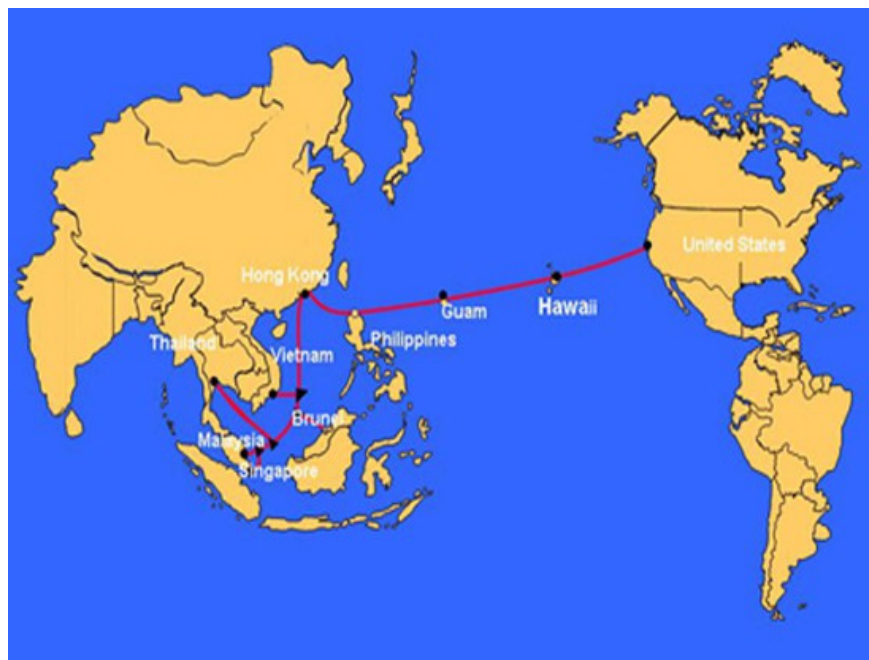 United States
Hong Kong
Hawaii
Guam
Philippines
Thailand
Vietnam
Brunei
Malaysia
Singapore